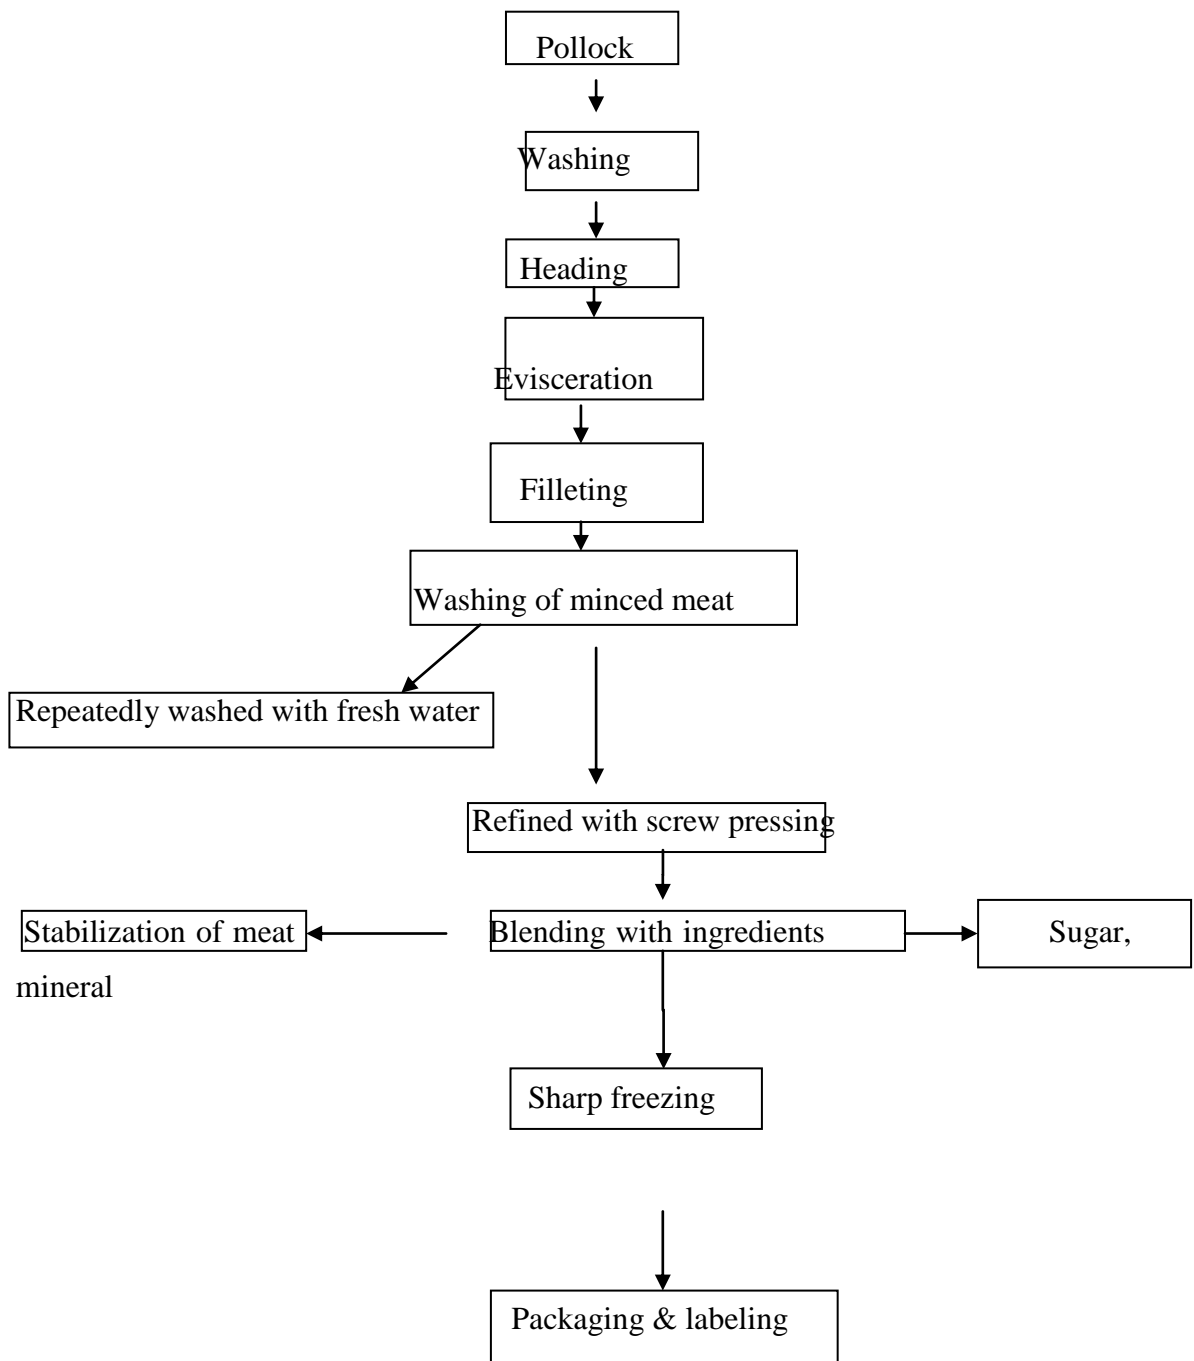 Pollock
Washing
Heading
Evisceration
Filleting
Washing of minced meat
Repeatedly washed with fresh water
Refined with screw pressing
Stabilization of meat Blending with ingredients Sugar,
mineral
Sharp freezing
Packaging & labeling